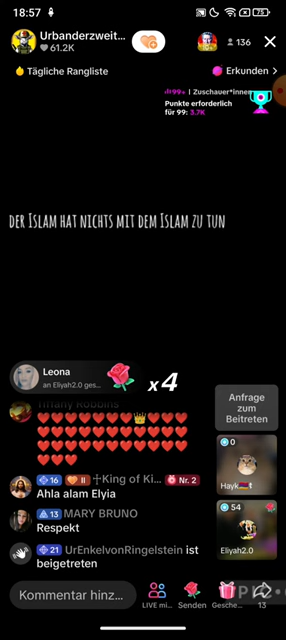 18:57
75
Urbanderzweit...
61.2K
136
Tägliche Rangliste
Erkunden >
99+ | Zuschauer*innen
Punkte erforderlich
für 99: 3.7K
der Islam hat nichts mit dem Islam zu tun
Leona
an Eliyah2.0 ges...
x4
Tiffany Robbins
Anfrage
zum
Beitreten
0
Hayk
16 II King of Ki... Nr. 2
Ahla alam Elyia
13 MARY BRUNO
Respekt
54
Eliyah2.0
21 UrEnkelvonRingelstein ist
beigetreten
Kommentar hinz...
LIVE mi...
Senden
Gesche...
13